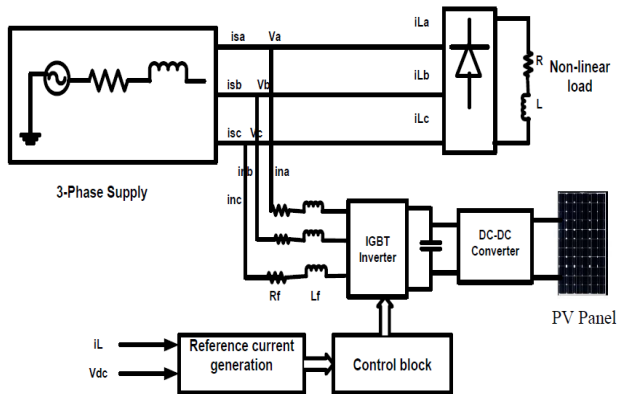 isa Va iLa
isb Vb iLb
isc Vc iLc
R
L
Non-linear
load
3-Phase Supply
inb ina
inc
IGBT
Inverter
DC-DC
Converter
Rf Lf
PV Panel
iL
Vdc
Reference current
generation
Control block